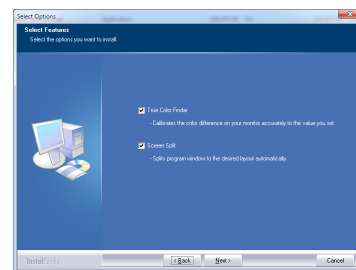 Select Options
Select Features
Select the options you want to install.
True Color Finder
- Calibrates the color difference on your monitor accurately to the value you set.
Screen Split
- Splits program window to the desired layout automatically.
InstallShield
< Back
Next >
Cancel